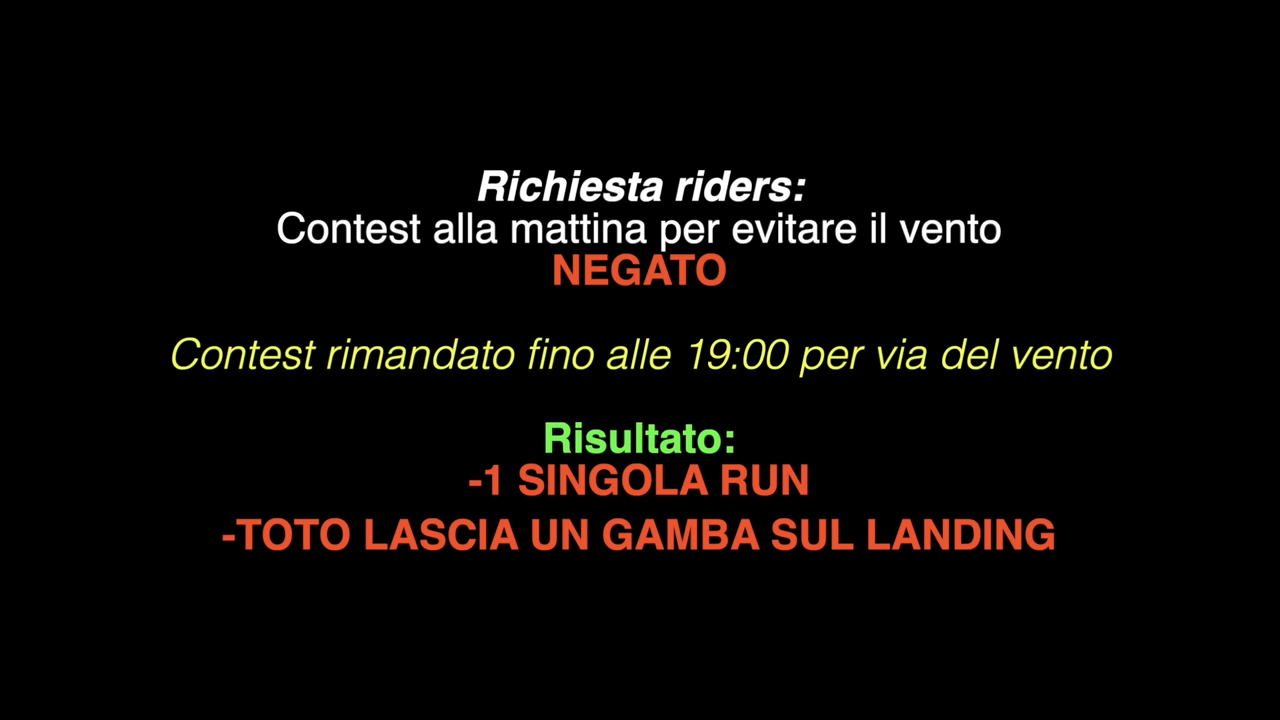 Richiesta riders:
Contest alla mattina per evitare il vento
NEGATO
Contest rimandato fino alle 19:00 per via del vento
Risultato:
-1 SINGOLA RUN
-TOTO LASCIA UN GAMBA SUL LANDING